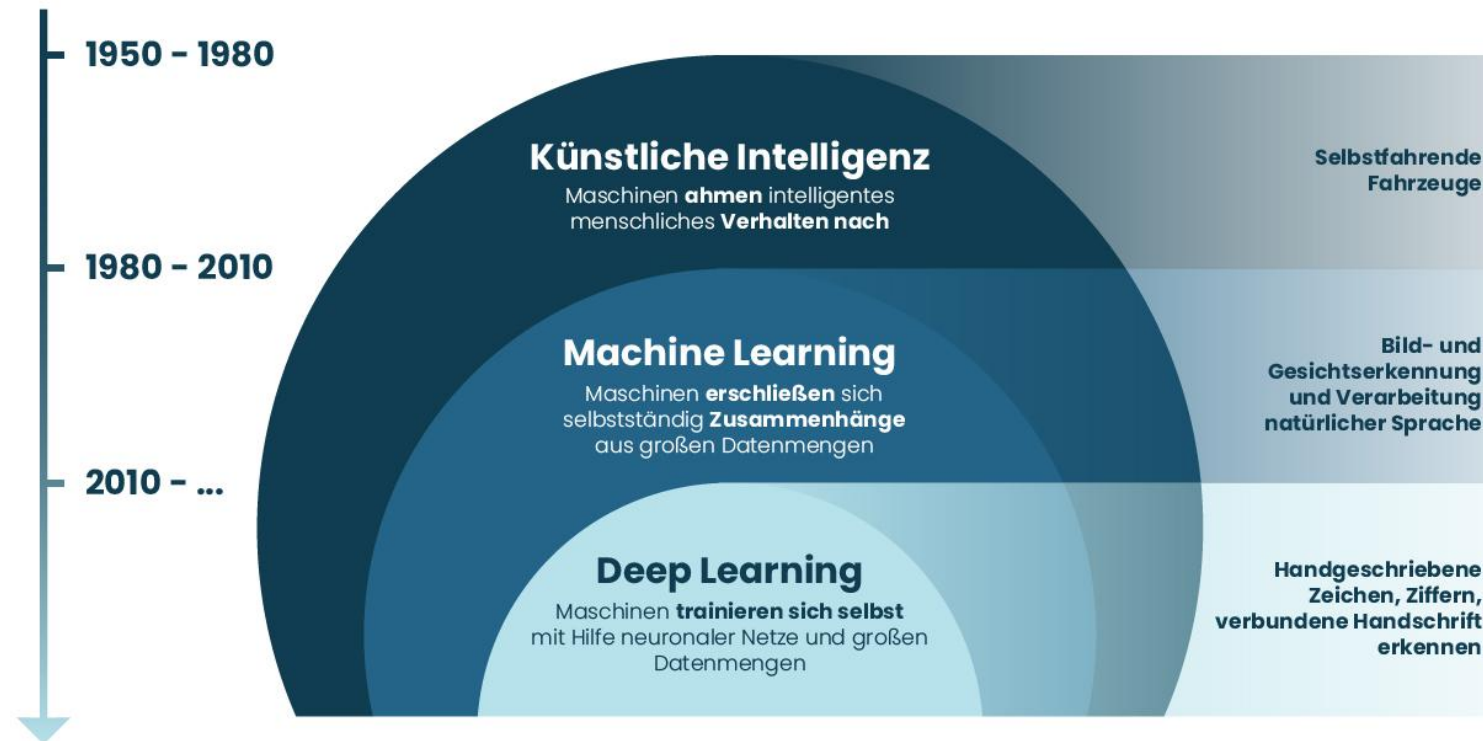 1950 - 1980
Künstliche Intelligenz
Maschinen ahmen intelligentes
menschliches Verhalten nach
Selbstfahrende
Fahrzeuge
1980 - 2010
Machine Learning
Maschinen erschließen sich
selbstständig Zusammenhänge
aus großen Datenmengen
Bild- und
Gesichtserkennung
und Verarbeitung
natürlicher Sprache
2010 - ...
Deep Learning
Maschinen trainieren sich selbst
mit Hilfe neuronaler Netze und großen
Datenmengen
Handgeschriebene
Zeichen, Ziffern,
verbundene Handschrift
erkennen